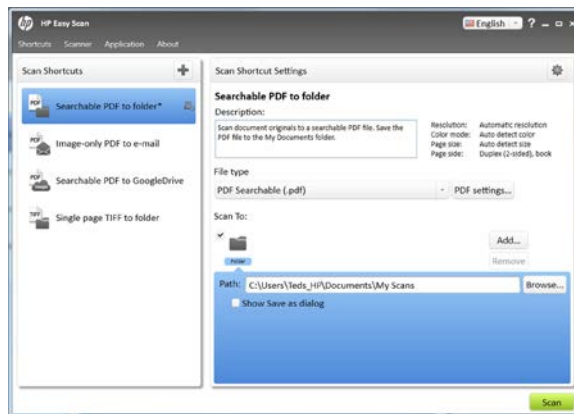 hp HP Easy Scan English ? 
Shortcuts Scanner Application About
Scan Shortcuts +
PDF Searchable PDF to folder*
PDF Image-only PDF to e-mail
PDF Searchable PDF to GoogleDrive
TIFF Single page TIFF to folder
Scan Shortcut Settings
Searchable PDF to folder
Description:
Scan document originals to a searchable PDF file. Save the
PDF file to the My Documents folder.
Resolution: Automatic resolution
Color mode: Auto detect color
Page size: Auto detect size
Page side: Duplex (2-sided), book
File type
PDF Searchable (.pdf) PDF settings...
Scan To:
Folder
Add...
Remove
Path: C:\Users\Teds_HP\Documents\My Scans Browse...
Show Save as dialog
Scan